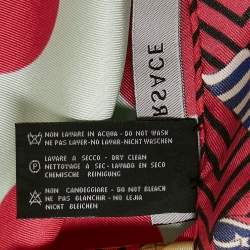 RSACE
NON LAVARE IN ACQUA - DO NOT WASH
NE PAS LAVER-NO LAVAR-NICHT WASCHEN
LAVARE A SECCO - DRY CLEAN
NETTOYAGE A SEC - LAV. EN SECO
CHEMISCHE REINIGUNG
NON CANDEGGIARE - DO NOT BLEACH
NE PAS BLANCHIR - NO LEJIA
NICHT BLEICHEN